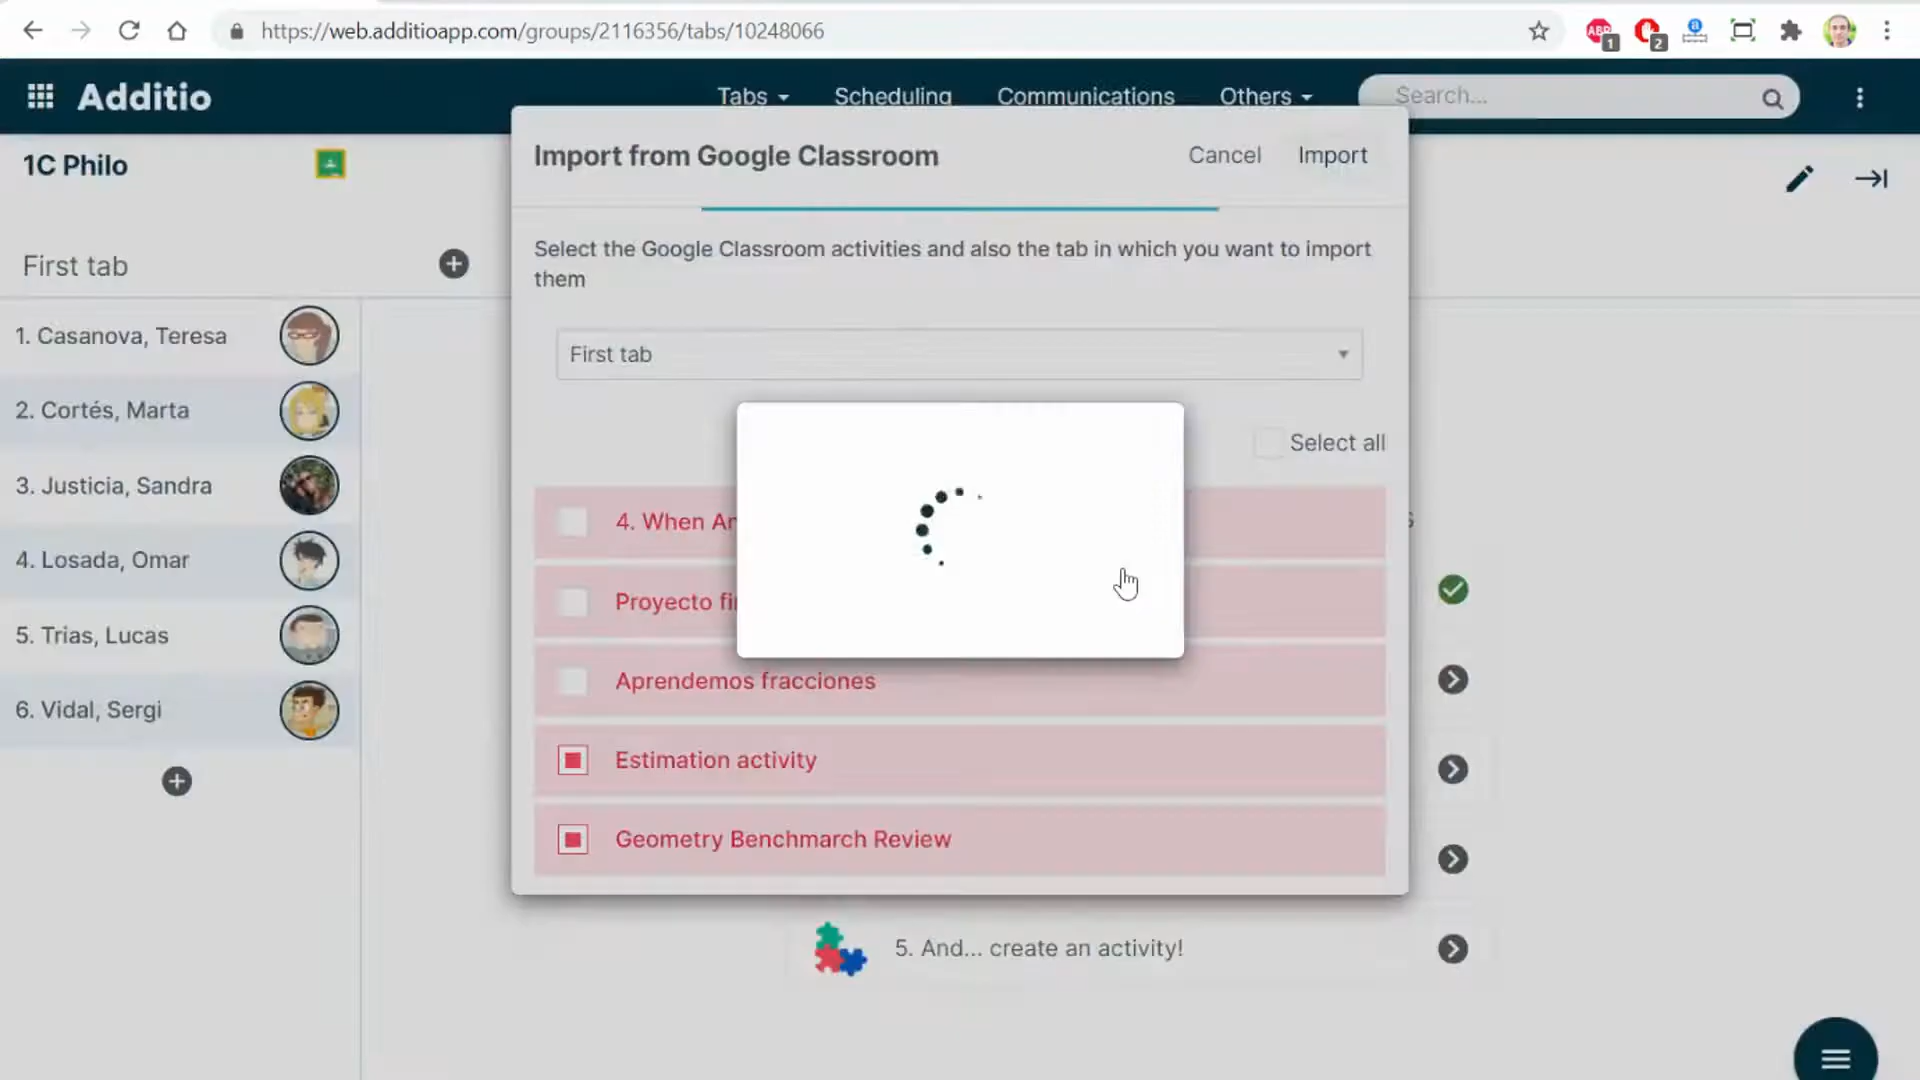 https://web.additioapp.com/groups/2116356/tabs/10248066
ABP
1
2
Additio
Tabs
Scheduling
Communications
Others
Search...
1C Philo
Import from Google Classroom
Cancel
Import
Select the Google Classroom activities and also the tab in which you want to import
them
First tab
First tab
Select all
1. Casanova, Teresa
2. Cortés, Marta
3. Justicia, Sandra
4. Losada, Omar
5. Trias, Lucas
6. Vidal, Sergi
4. When
Proyecto
Aprendemos fracciones
Estimation activity
Geometry Benchmarch Review
5. And... create an activity!